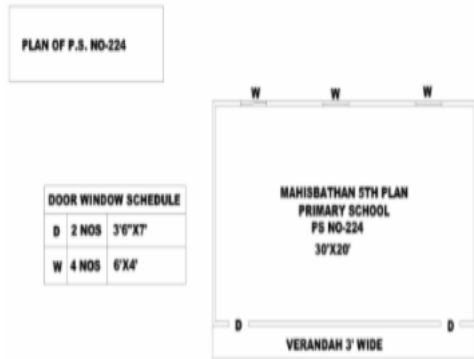 PLAN OF P.S. NO-224
W W W
MAHISBATHAN 5TH PLAN
PRIMARY SCHOOL
PS NO-224
30'X20'
DOOR WINDOW SCHEDULE
D 2 NOS 3'6"X7'
W 4 NOS 6'X4'
D D
VERANDAH 3' WIDE